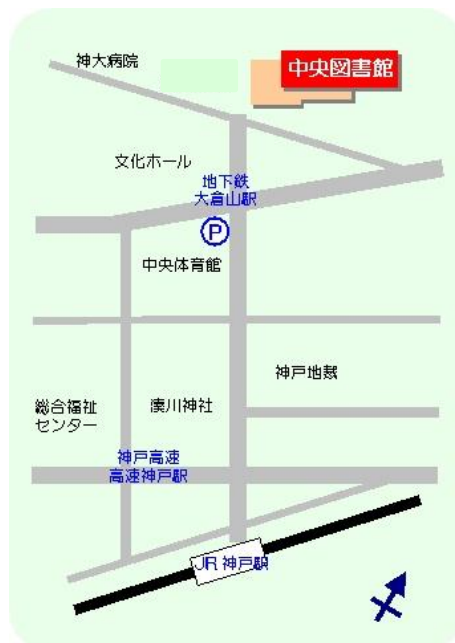 神大病院
中央図書館
文化ホール
地下鉄
大倉山駅
P
中央体育館
神戸地裁
総合福祉
センター
湊川神社
神戸高速
高速神戸駅
JR 神戸駅